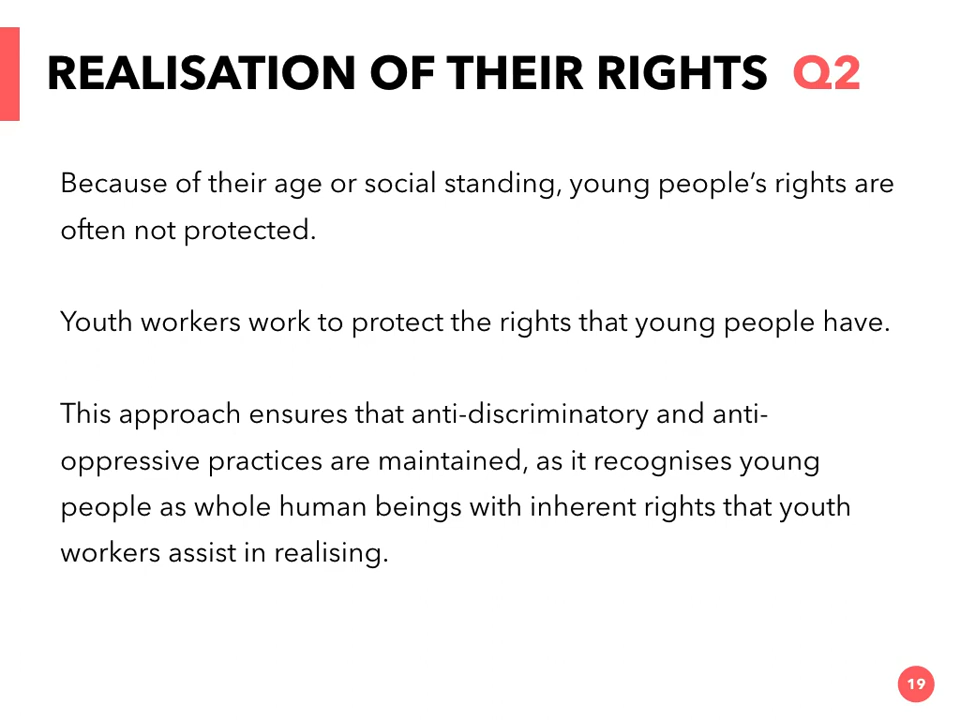 REALISATION OF THEIR RIGHTS Q2
Because of their age or social standing, young people’s rights are
often not protected.
Youth workers work to protect the rights that young people have.
This approach ensures that anti-discriminatory and anti-
oppressive practices are maintained, as it recognises young
people as whole human beings with inherent rights that youth
workers assist in realising.
19